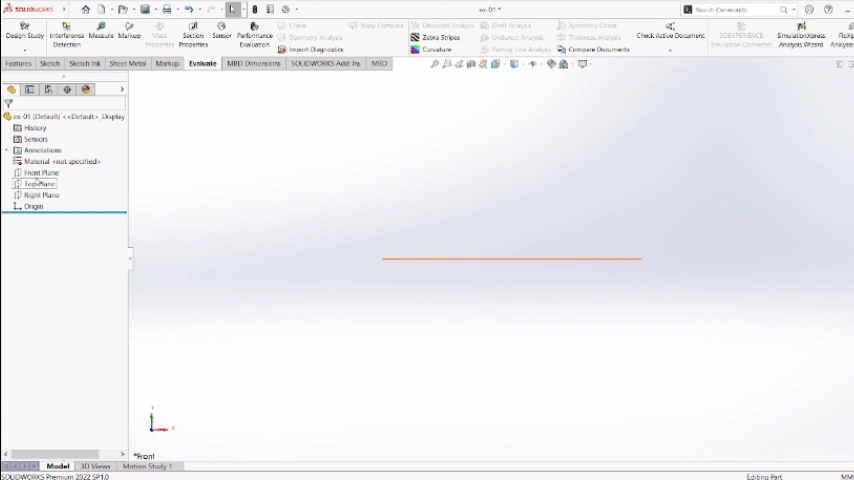 SOLIDWORKS
ex-01 *
Search Commands
Design Study
Interference Detection
Measure
Markup
Mass Properties
Section Properties
Sensor
Performance Evaluation
Check
Geometry Analysis
Import Diagnostics
Body Compare
Deviation Analysis
Zebra Stripes
Curvature
Draft Analysis
Undercut Analysis
Parting Line Analysis
Symmetry Check
Thickness Analysis
Compare Documents
Check Active Document
3DEXPERIENCE Simulation Connector
SimulationXpress Analysis Wizard
Analysis
Features
Sketch
Sketch Ink
Sheet Metal
Markup
Evaluate
MBD Dimensions
SOLIDWORKS Add-Ins
MBD
ex-01 (Default) <<Default>_Display
History
Sensors
Annotations
Material <not specified>
Front Plane
Top Plane
Right Plane
Origin
*Front
Model
3D Views
Motion Study 1
SOLIDWORKS Premium 2022 SP1.0
Editing Part